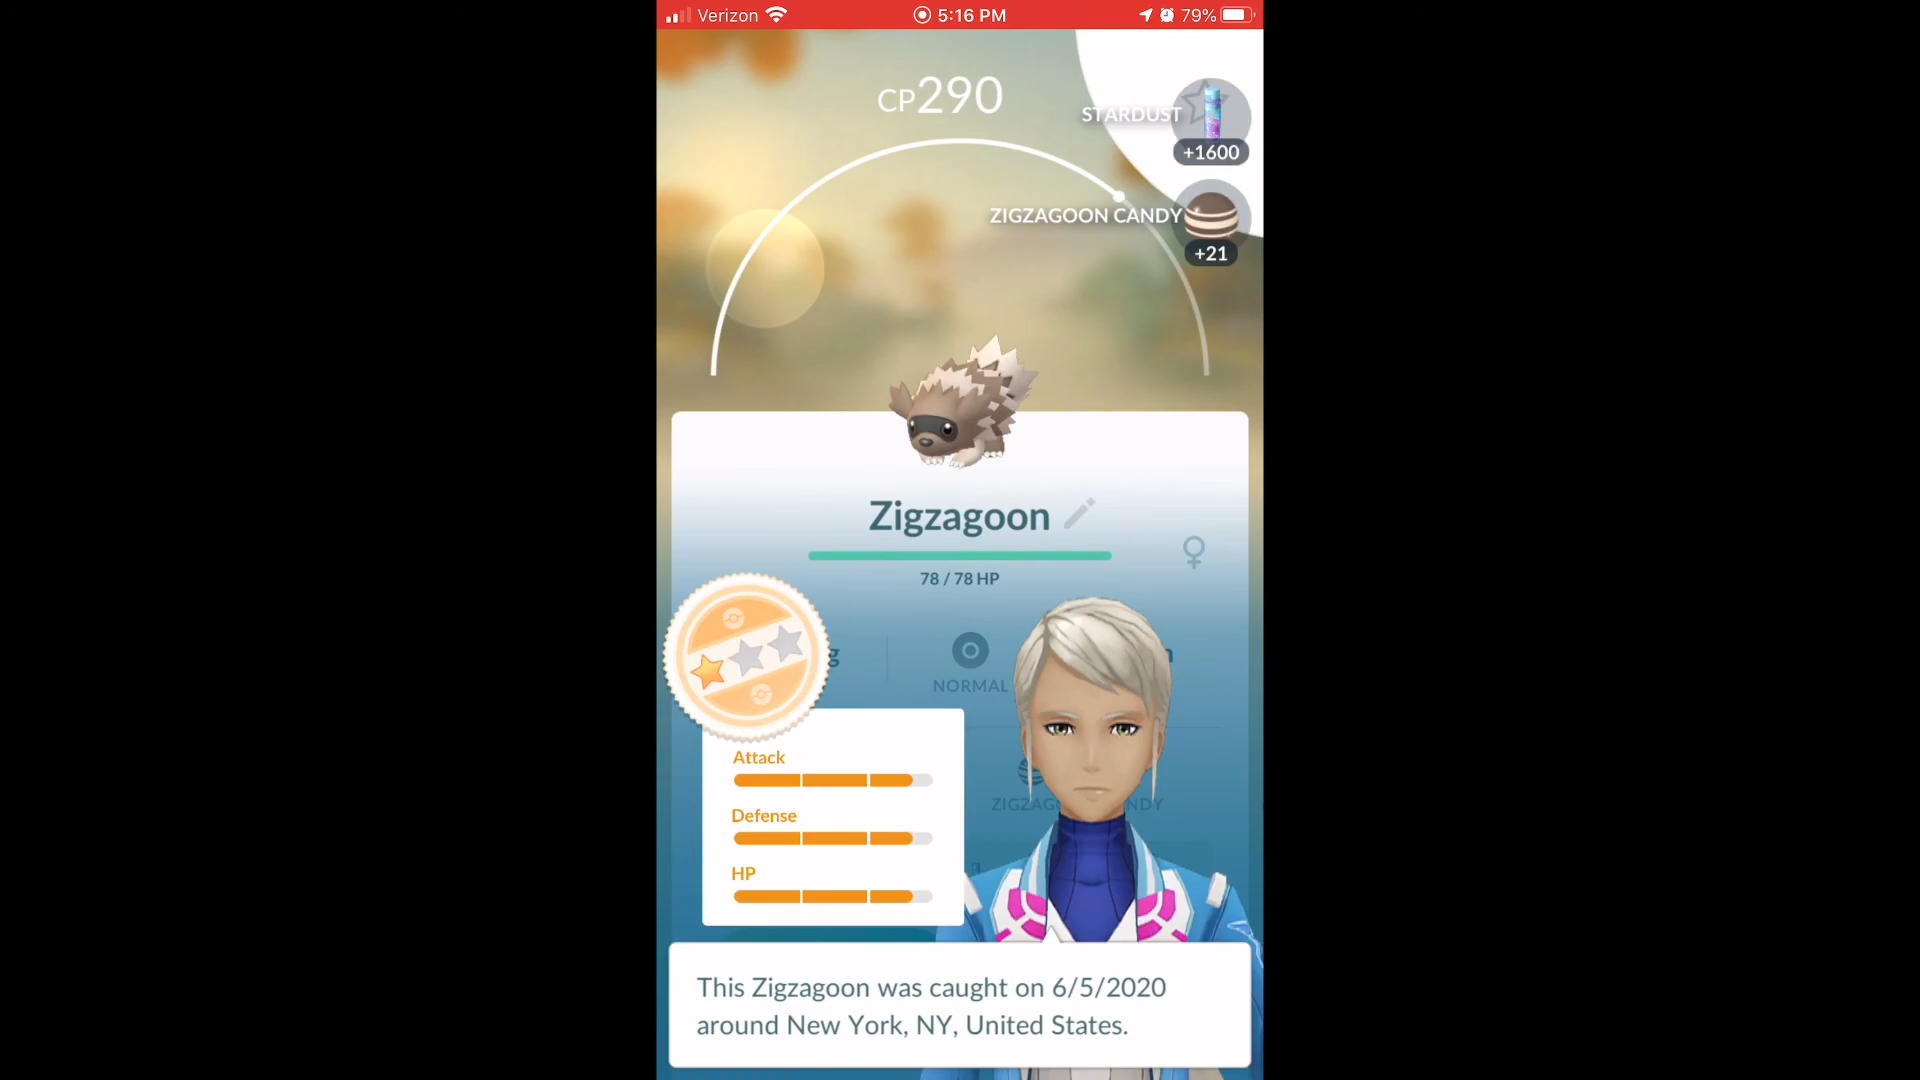 Verizon 5:16 PM 79%
CP290
STARDUST
+1600
ZIGZAGOON CANDY
+21
Zigzagoon
78 / 78 HP
NORMAL
Attack
Defense
HP
This Zigzagoon was caught on 6/5/2020
around New York, NY, United States.